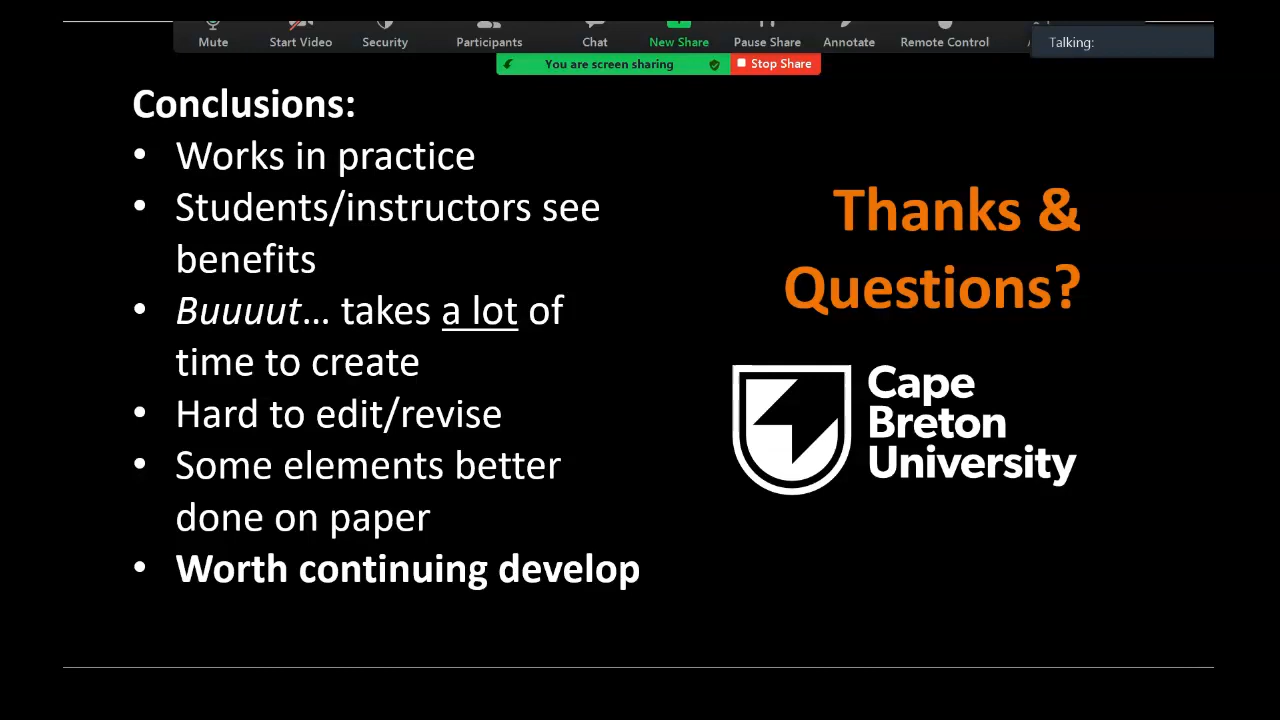 Mute Start Video Security Participants Chat New Share Pause Share Annotate Remote Control
Talking:
You are screen sharing Stop Share
Conclusions:
• Works in practice
• Students/instructors see
benefits
• Buuuut... takes a lot of
time to create
• Hard to edit/revise
• Some elements better
done on paper
• Worth continuing develop
Thanks &
Questions?
Cape
Breton
University